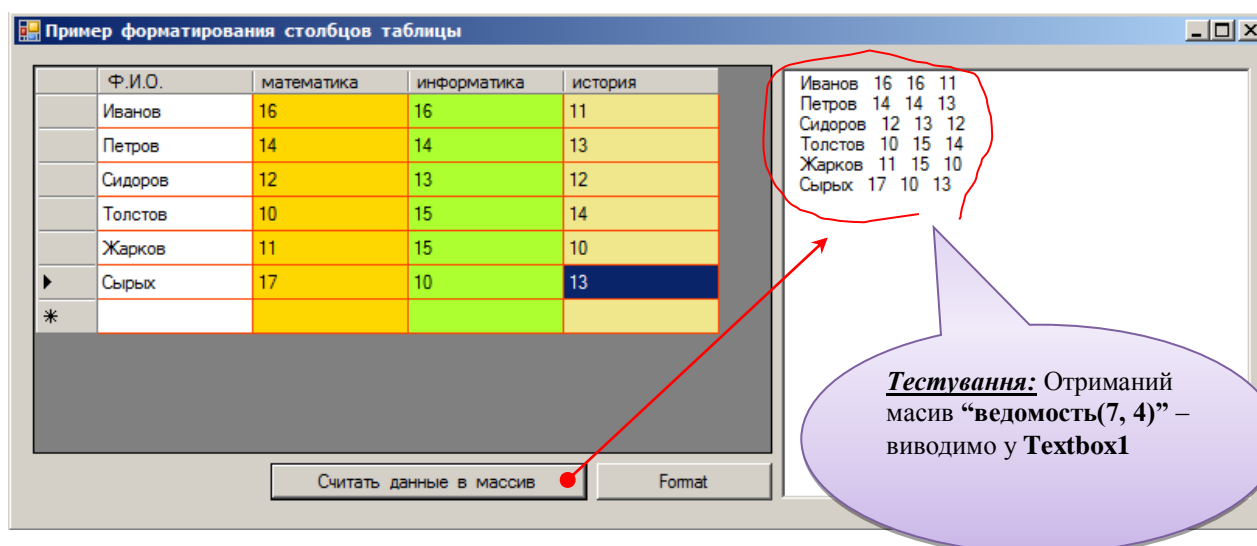 Пример форматирования столбцов таблицы
Ф.И.О. математика информатика история
Иванов 16 16 11
Петров 14 14 13
Сидоров 12 13 12
Толстов 10 15 14
Жарков 11 15 10
Сырых 17 10 13
Считать данные в массив Format
Иванов 16 16 11
Петров 14 14 13
Сидоров 12 13 12
Толстов 10 15 14
Жарков 11 15 10
Сырых 17 10 13
Тестування: Отриманий
масив “ведомость(7, 4)” –
виводимо у Textbox1